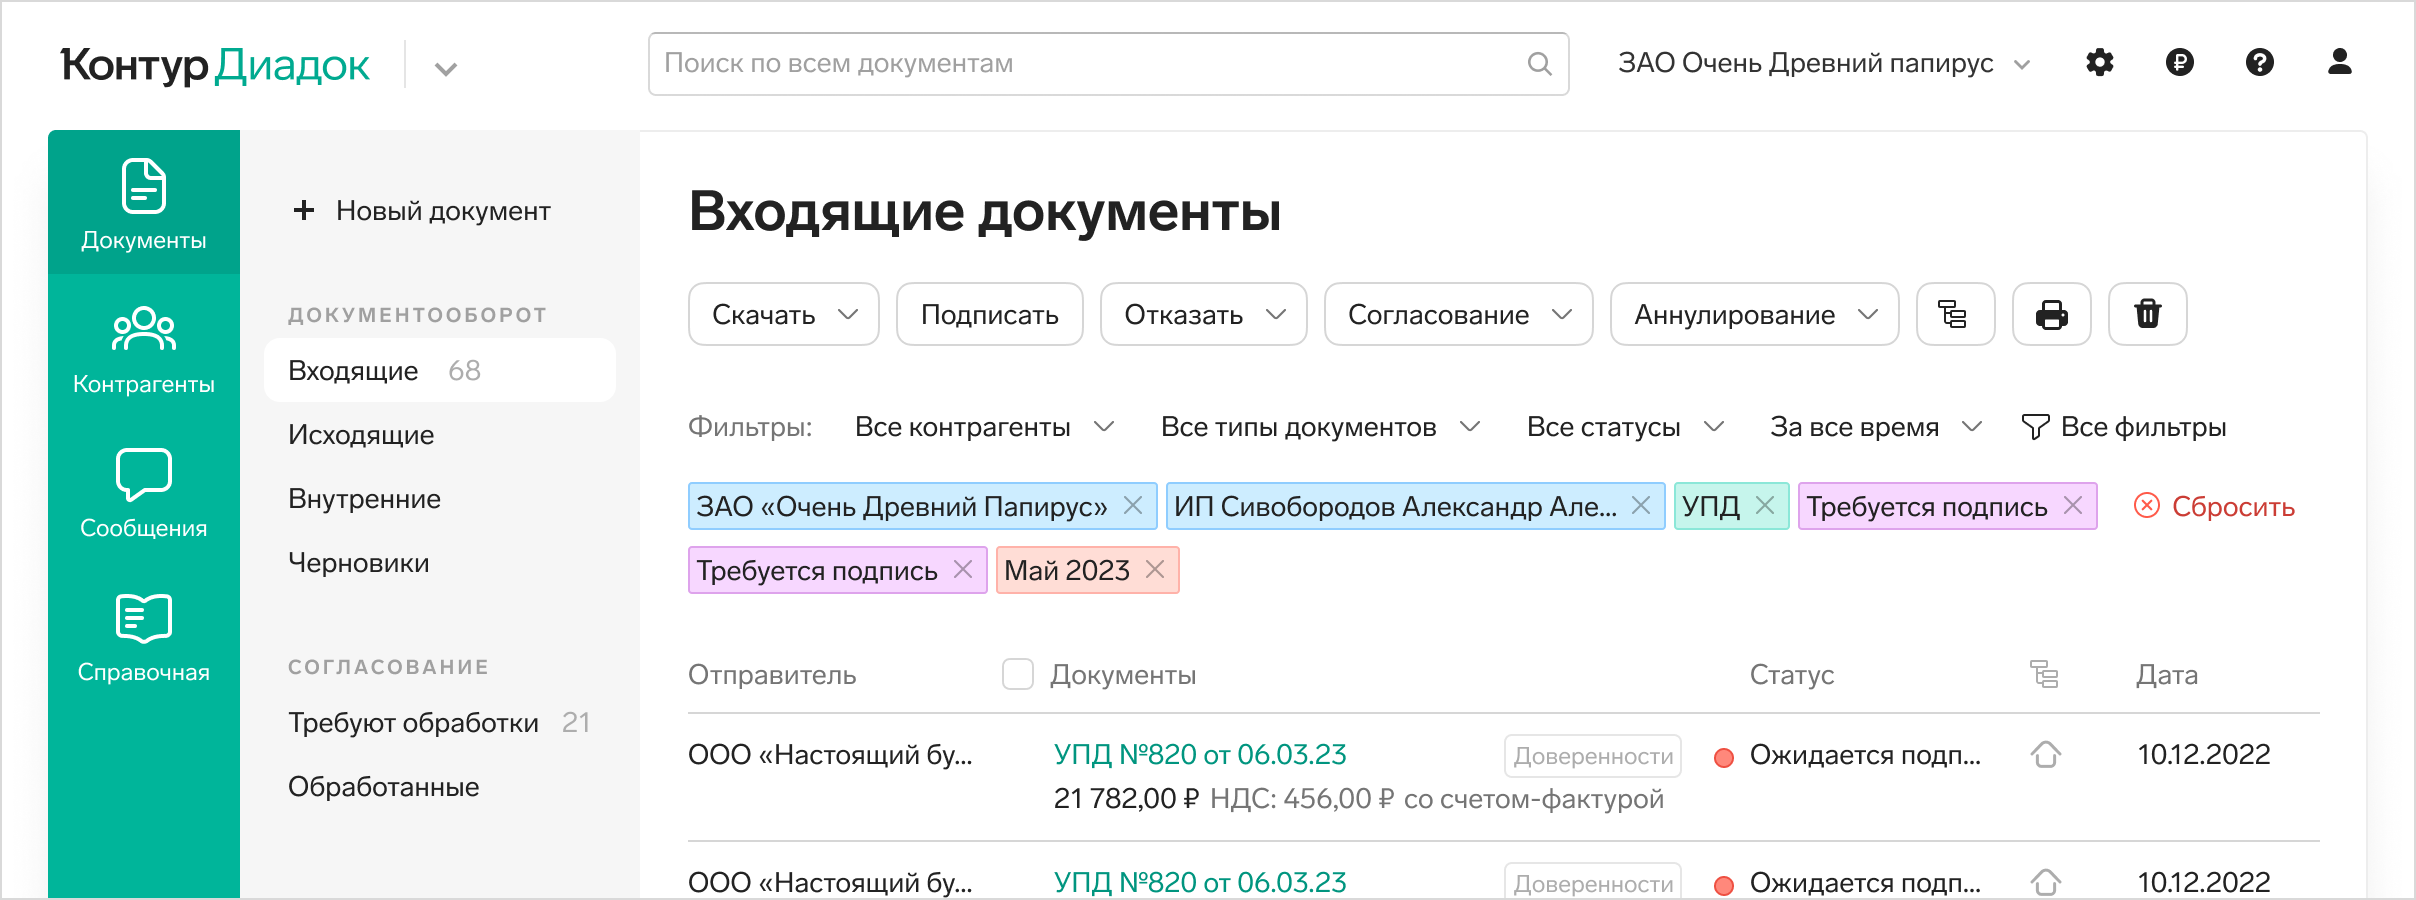 Контур Диадок
Поиск по всем документам
ЗАО Очень Древний папирус
Документы
Контрагенты
Сообщения
Справочная
+ Новый документ
ДОКУМЕНТООБОРОТ
Входящие 68
Исходящие
Внутренние
Черновики
СОГЛАСОВАНИЕ
Требуют обработки 21
Обработанные
Входящие документы
Скачать Подписать Отказать Согласование Аннулирование
Фильтры: Все контрагенты Все типы документов Все статусы За все время Все фильтры
ЗАО «Очень Древний Папирус» ИП Сивобородов Александр Але... УПД Требуется подпись Сбросить
Требуется подпись Май 2023
Отправитель Документы Статус Дата
ООО «Настоящий бу... УПД №820 от 06.03.23 Доверенности Ожидается подп... 10.12.2022
21 782,00 ₽ НДС: 456,00 ₽ со счетом-фактурой
ООО «Настоящий бу... УПД №820 от 06.03.23 Доверенности Ожидается подп... 10.12.2022